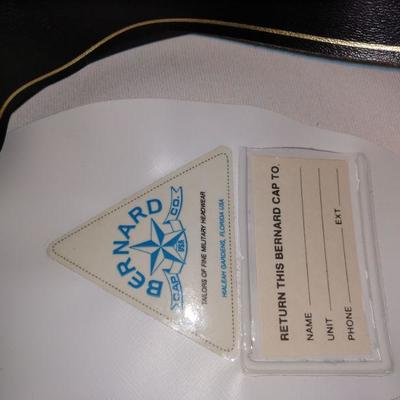 BERNARD
CAP CO.
USA
TAILORS OF FINE MILITARY HEADWEAR
HIALEAH GARDENS, FLORIDA USA
RETURN THIS BERNARD CAP TO,
NAME
UNIT
PHONE EXT